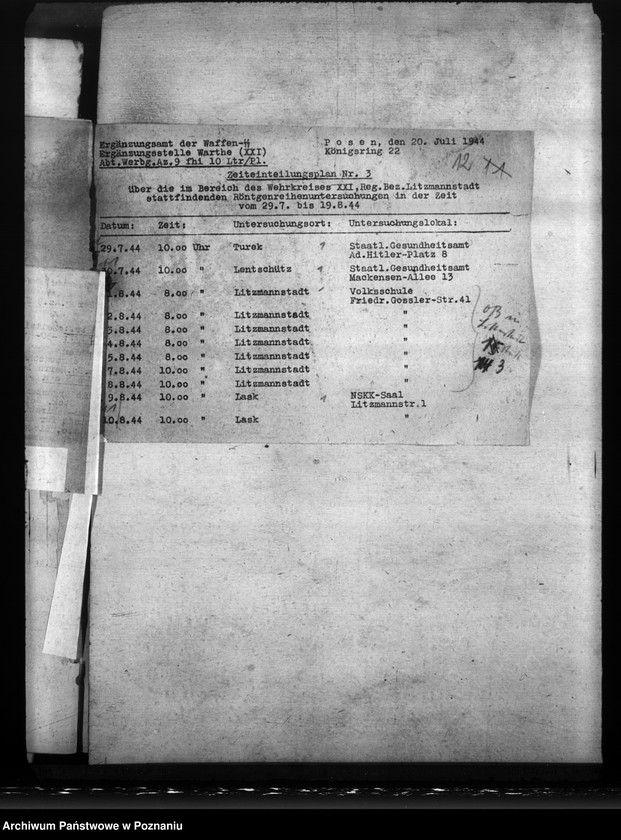 Ergänzungsamt der Waffen-SS
Ergänzungsstelle Warthe (XXI)
Abt.Werbg.Az.9 fhi 10 Ltr/Pl.
P o s e n, den 20. Juli 1944
Königsring 22
12
Zeiteinteilungsplan Nr. 3
über die im Bereich des Wehrkreises XXI,Reg.Bez.Litzmannstadt
stattfindenden Röntgenreihenuntersuchungen in der Zeit
vom 29.7. bis 19.8.44
Datum: Zeit: Untersuchungsort: Untersuchungslokal:
29.7.44 10.00 Uhr Turek Staatl.Gesundheitsamt
Ad.Hitler-Platz 8
0.7.44 10.00 " Lentschütz Staatl.Gesundheitsamt
Mackensen-Allee 13
1.8.44 8.00 " Litzmannstadt Volksschule
Friedr.Gossler-Str.41
2.8.44 8.00 " Litzmannstadt "
3.8.44 8.00 " Litzmannstadt "
4.8.44 8.00 " Litzmannstadt "
5.8.44 8.00 " Litzmannstadt "
7.8.44 10.00 " Litzmannstadt "
8.8.44 10.00 " Litzmannstadt "
9.8.44 10.00 " Lask NSKK-Saal
Litzmannstr.1
10.8.44 10.00 " Lask "
Archiwum Państwowe w Poznaniu